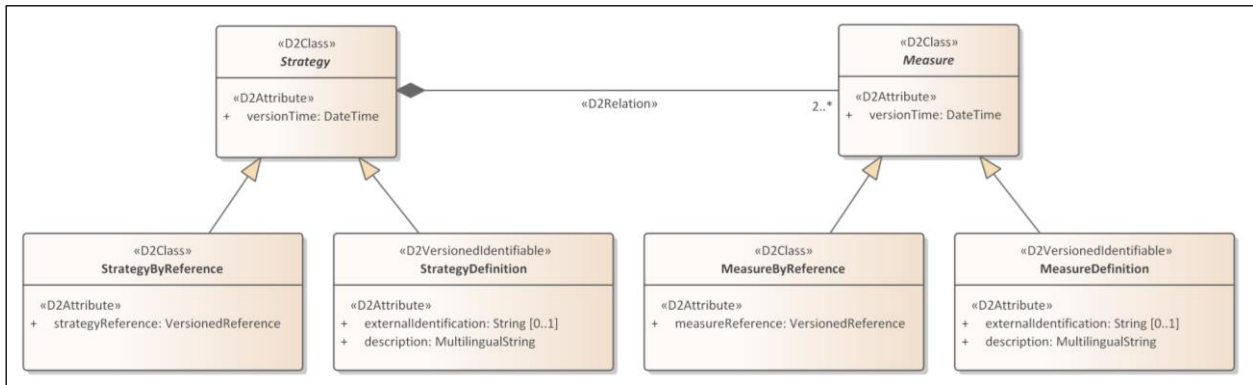 «D2Class»
Strategy
«D2Attribute»
+ versionTime: DateTime
«D2Relation»
2..*
«D2Class»
Measure
«D2Attribute»
+ versionTime: DateTime
«D2Class»
StrategyByReference
«D2Attribute»
+ strategyReference: VersionedReference
«D2VersionedIdentifiable»
StrategyDefinition
«D2Attribute»
+ externalIdentification: String [0..1]
+ description: MultilingualString
«D2Class»
MeasureByReference
«D2Attribute»
+ measureReference: VersionedReference
«D2VersionedIdentifiable»
MeasureDefinition
«D2Attribute»
+ externalIdentification: String [0..1]
+ description: MultilingualString